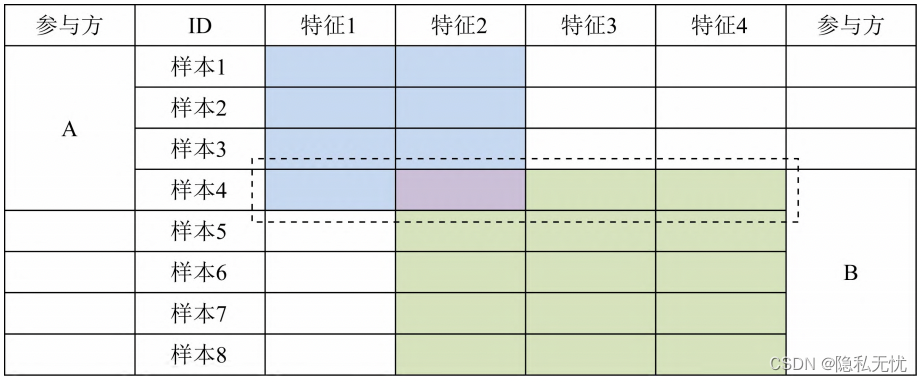 参与方 ID 特征1 特征2 特征3 特征4 参与方
样本1
样本2
样本3
A
样本4
样本5
样本6
B
样本7
样本8
CSDN @隐私无忧